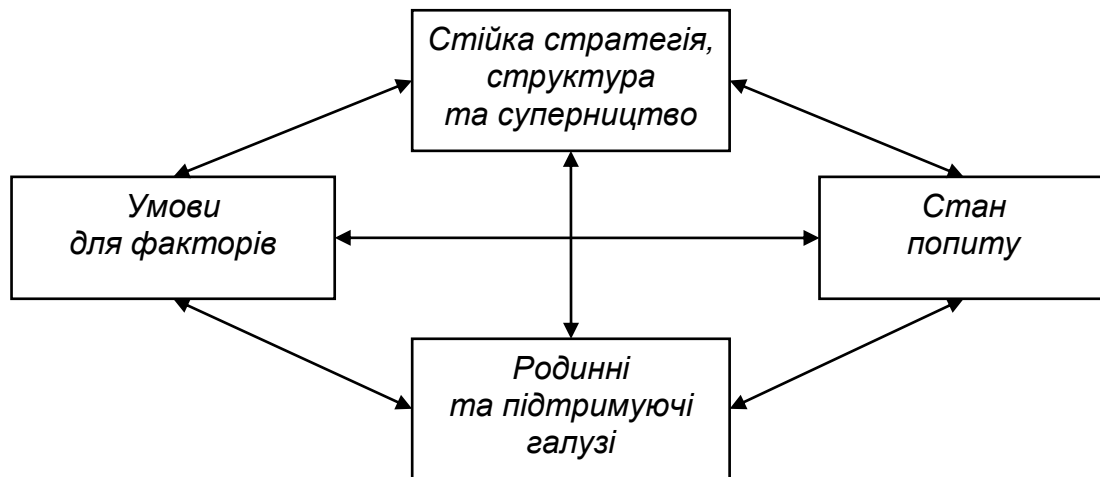 Стійка стратегія,
структура
та суперництво
Умови
для факторів
Стан
попиту
Родинні
та підтримуючі
галузі